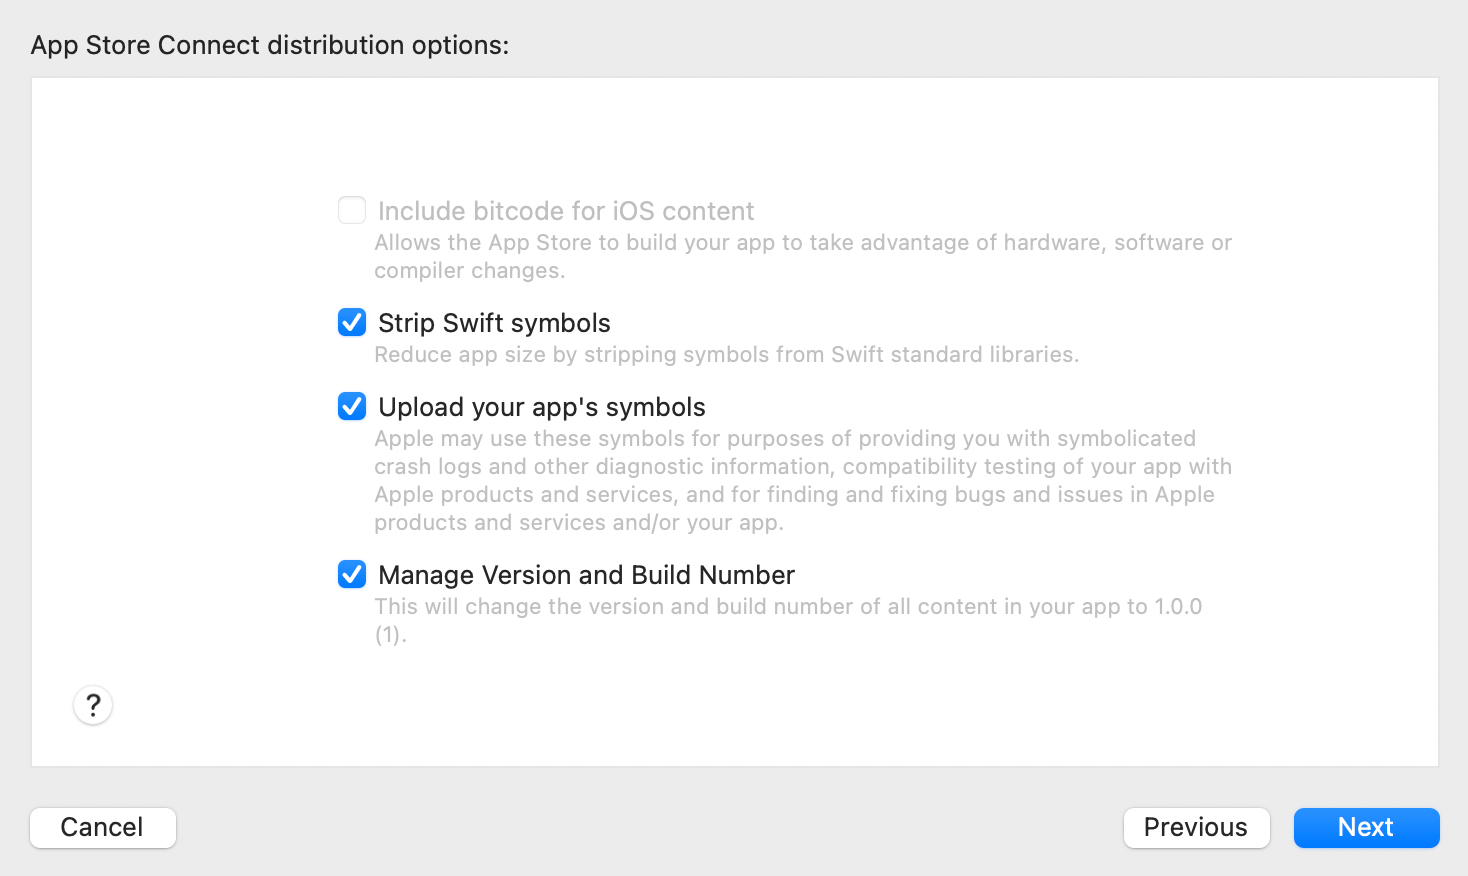 App Store Connect distribution options:
Include bitcode for iOS content
Allows the App Store to build your app to take advantage of hardware, software or
compiler changes.
Strip Swift symbols
Reduce app size by stripping symbols from Swift standard libraries.
Upload your app's symbols
Apple may use these symbols for purposes of providing you with symbolicated
crash logs and other diagnostic information, compatibility testing of your app with
Apple products and services, and for finding and fixing bugs and issues in Apple
products and services and/or your app.
Manage Version and Build Number
This will change the version and build number of all content in your app to 1.0.0
(1).
?
Cancel
Previous
Next